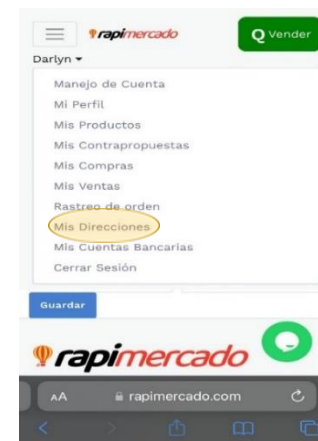 rapimercado
Q Vender
Darlyn
Manejo de Cuenta
Mi Perfil
Mis Productos
Mis Contrapropuestas
Mis Compras
Mis Ventas
Rastreo de orden
Mis Direcciones
Mis Cuentas Bancarias
Cerrar Sesión
Guardar
rapimercado
AA rapimercado.com